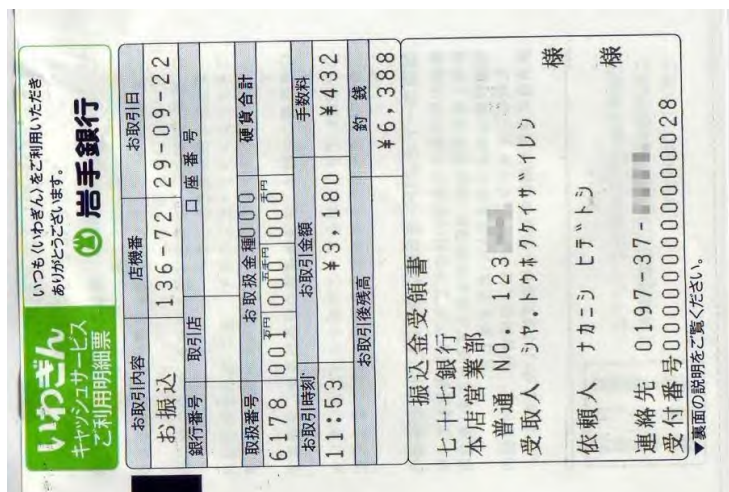 いわぎん
キャッシュサービス
ご利用明細票
いつも〈いわぎん〉をご利用いただき
ありがとうございます。
岩手銀行
お取引内容 店機番 お取引日
お振込 136-72 29-09-22
銀行番号 取引店 口座番号
取扱番号 お取扱金種 硬貨合計
6178 001万円 000五千円 000千円 000
お取引時刻 お取引金額 手数料
11:53 ¥3,180 ¥432
お取引後残高 釣銭
¥6,388
振込金受領書
七十七銀行
本店営業部
普通 NO. 123
受取人 シャ.トウホクケイザイレン 様
依頼人 ナカニシ ヒデトシ 様
連絡先 0197-37-
受付番号 0000000000000028
▼裏面の説明をご覧ください。